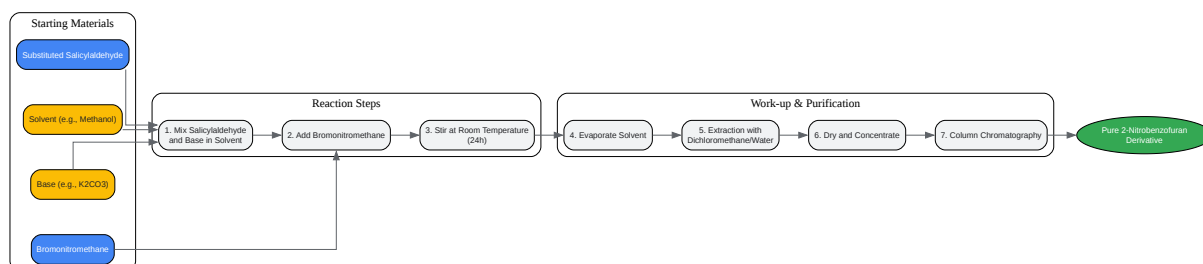 Starting Materials
Substituted Salicylaldehyde
Solvent (e.g., Methanol)
Base (e.g., K2CO3)
Bromonitromethane
Reaction Steps
1. Mix Salicylaldehyde
and Base in Solvent
2. Add Bromonitromethane
3. Stir at Room Temperature
(24h)
Work-up & Purification
4. Evaporate Solvent
5. Extraction with
Dichloromethane/Water
6. Dry and Concentrate
7. Column Chromatography
Pure 2-Nitrobenzofuran
Derivative